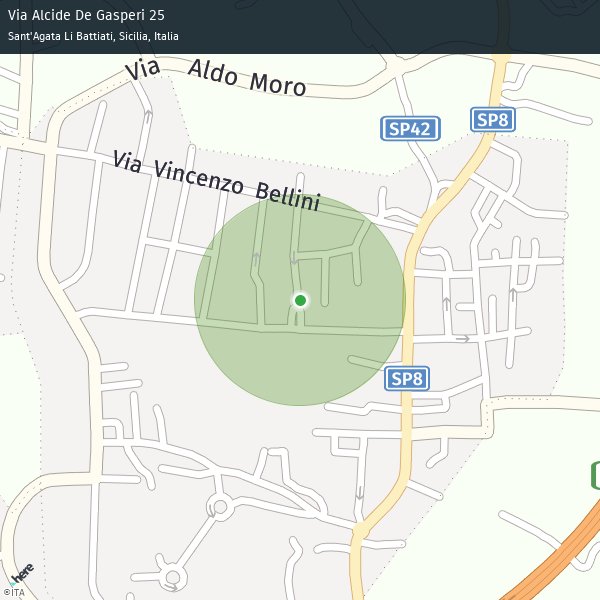 Via Alcide De Gasperi 25
Sant'Agata Li Battiati, Sicilia, Italia
Via Aldo Moro
SP42
SP8
Via Vincenzo Bellini
SP8
here
©ITA